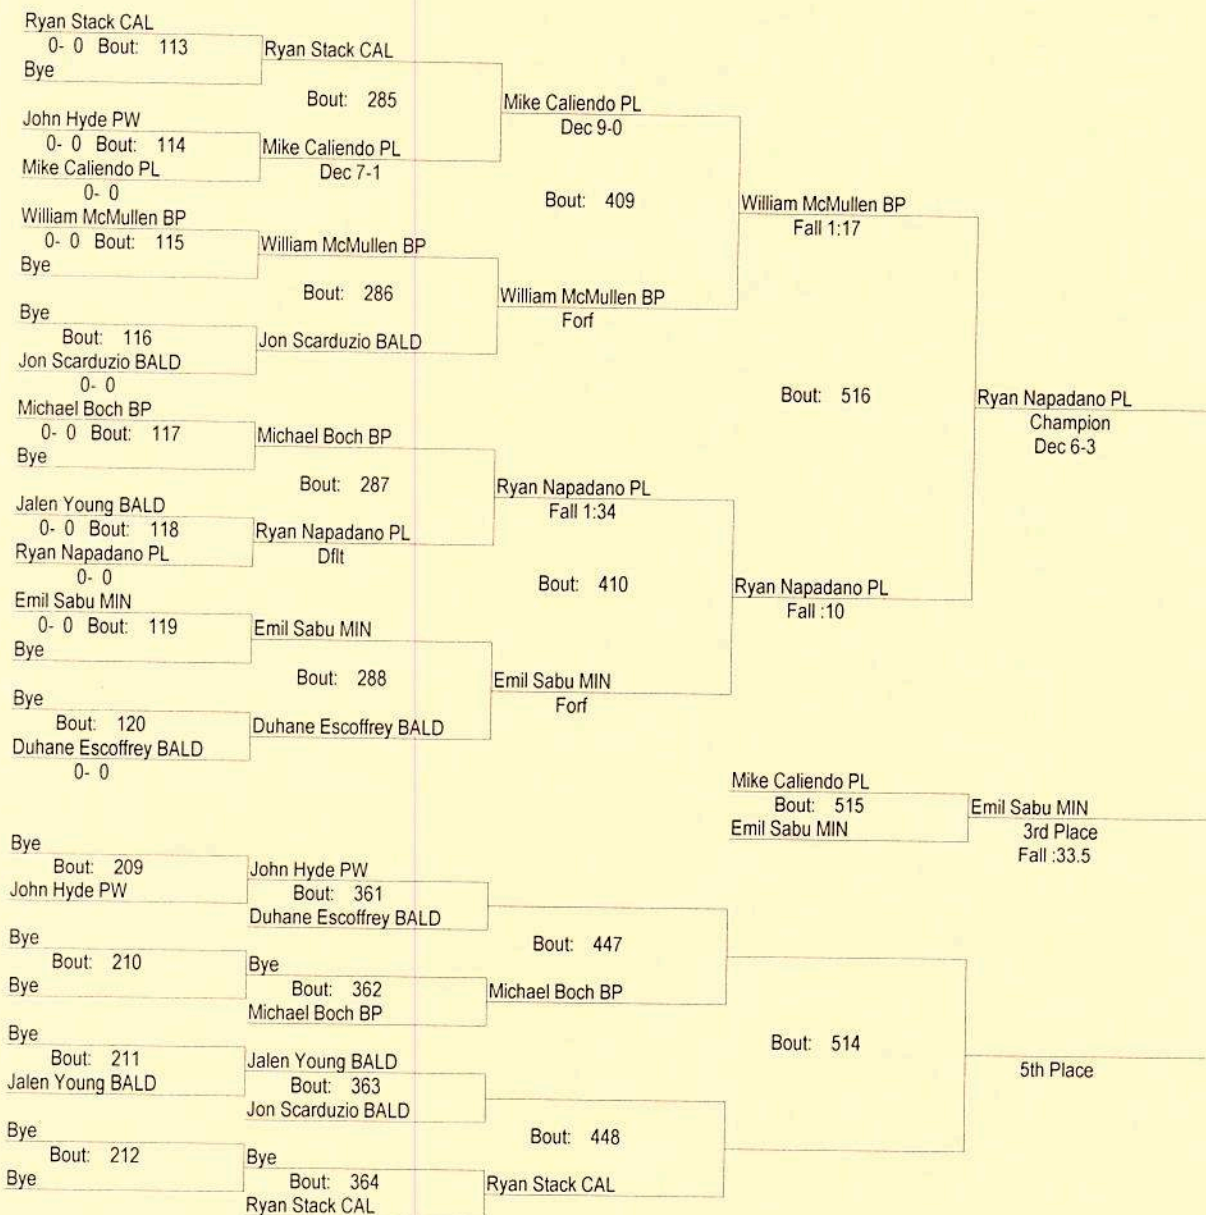 Ryan Stack CAL
0- 0 Bout: 113
Bye
Ryan Stack CAL
Bout: 285
John Hyde PW
0- 0 Bout: 114
Mike Caliendo PL
0- 0
Mike Caliendo PL
Dec 7-1
Mike Caliendo PL
Dec 9-0
Bout: 409
William McMullen BP
0- 0 Bout: 115
Bye
William McMullen BP
Bout: 286
Bye
Bout: 116
Jon Scarduzio BALD
0- 0
Jon Scarduzio BALD
William McMullen BP
Forf
William McMullen BP
Fall 1:17
Bout: 516
Ryan Napadano PL
Champion
Dec 6-3
Michael Boch BP
0- 0 Bout: 117
Bye
Michael Boch BP
Bout: 287
Jalen Young BALD
0- 0 Bout: 118
Ryan Napadano PL
0- 0
Ryan Napadano PL
Dflt
Ryan Napadano PL
Fall 1:34
Bout: 410
Ryan Napadano PL
Fall :10
Emil Sabu MIN
0- 0 Bout: 119
Bye
Emil Sabu MIN
Bout: 288
Bye
Bout: 120
Duhane Escoffrey BALD
0- 0
Duhane Escoffrey BALD
Emil Sabu MIN
Forf
Mike Caliendo PL
Bout: 515
Emil Sabu MIN
Emil Sabu MIN
3rd Place
Fall :33.5
Bye
Bout: 209
John Hyde PW
John Hyde PW
Bout: 361
Duhane Escoffrey BALD
Bout: 447
Bye
Bout: 210
Bye
Bye
Bout: 362
Michael Boch BP
Michael Boch BP
Bout: 514
5th Place
Bye
Bout: 211
Jalen Young BALD
Jalen Young BALD
Bout: 363
Jon Scarduzio BALD
Bout: 448
Bye
Bout: 212
Bye
Bye
Bout: 364
Ryan Stack CAL
Ryan Stack CAL